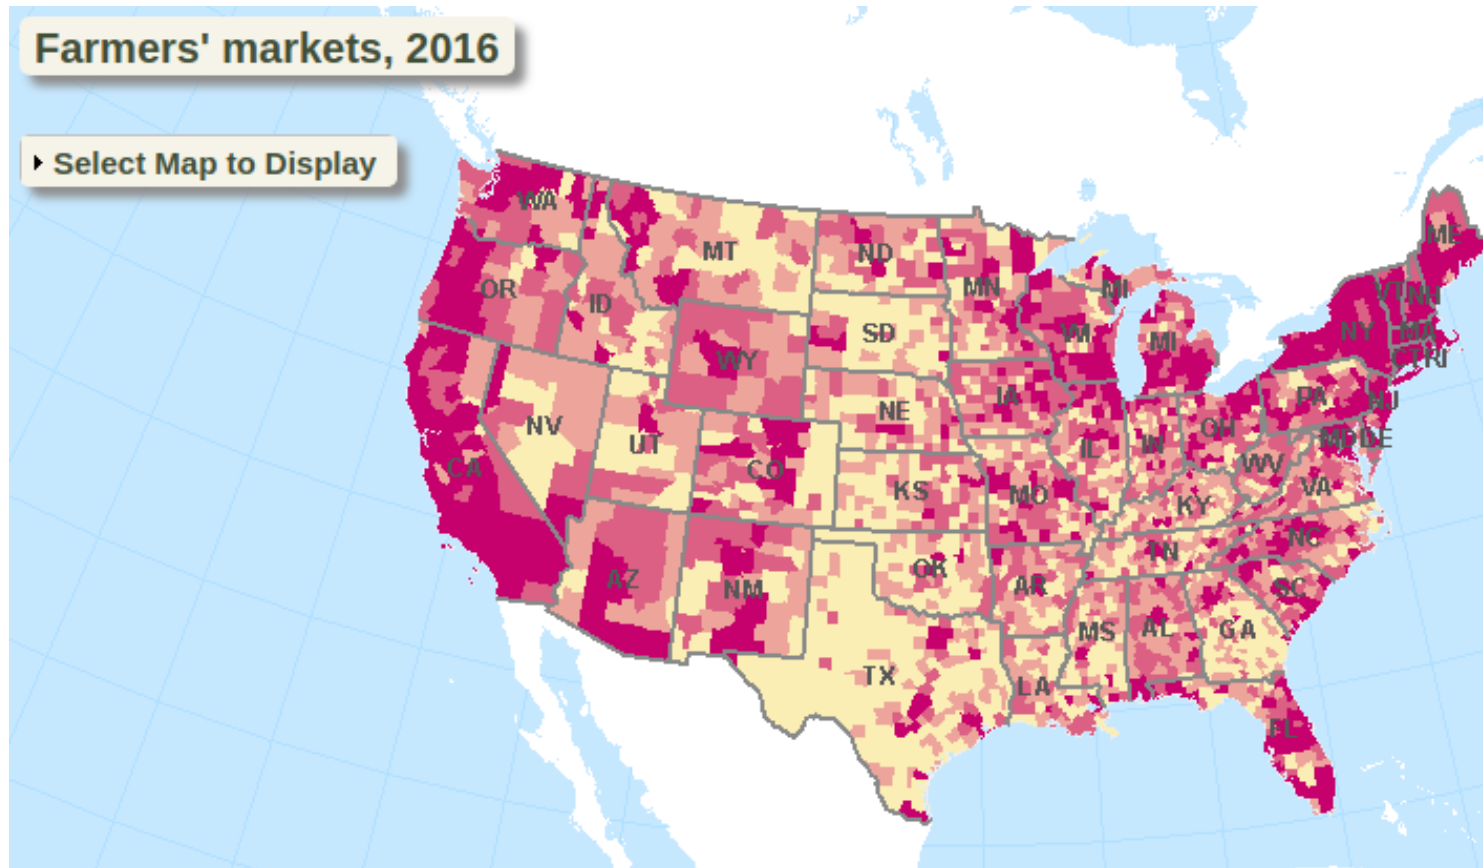 Farmers' markets, 2016
Select Map to Display
WA
MT
ND
MN
MI
ME
OR
ID
SD
WI
MI
VT
NH
NY
MA
CT
RI
WY
IA
PA
NJ
NV
UT
NE
IL
IN
OH
MD
DE
CA
CO
KS
MO
WV
VA
KY
AZ
NM
OK
AR
TN
NC
SC
TX
LA
MS
AL
GA
FL